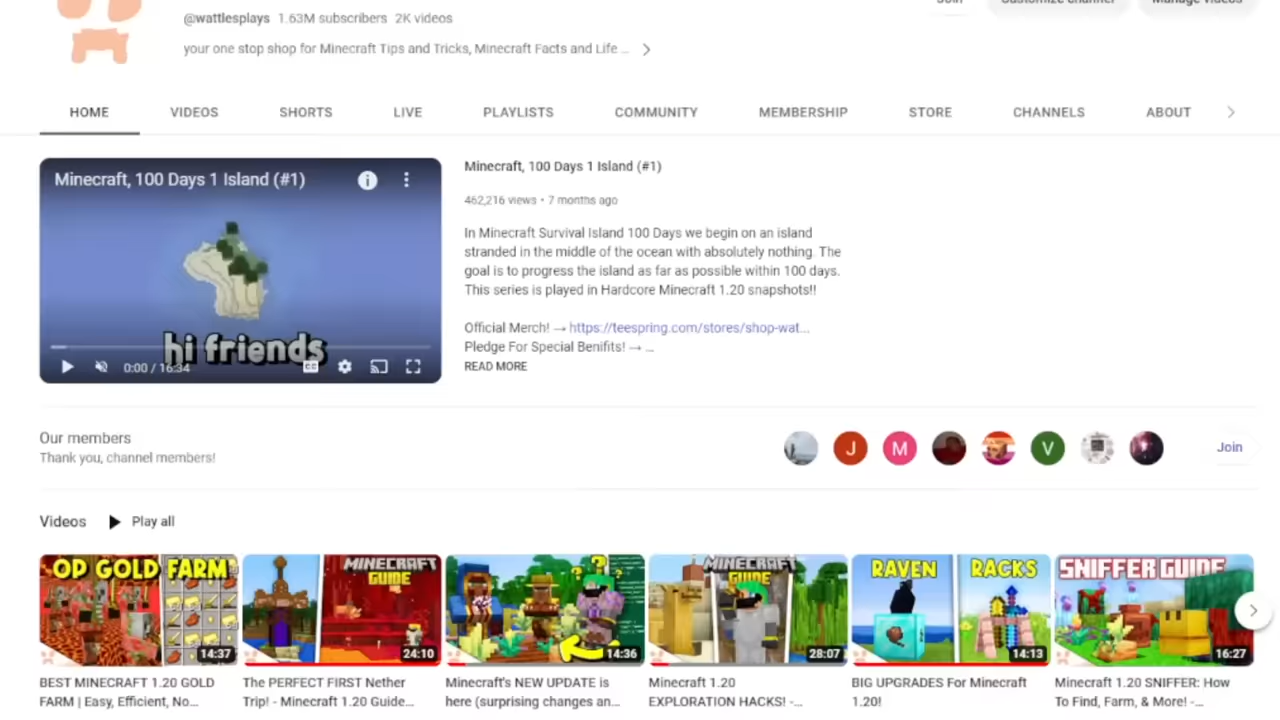 Join
Customize channel
Manage videos
@wattlesplays 1.63M subscribers 2K videos
your one stop shop for Minecraft Tips and Tricks, Minecraft Facts and Life ...
HOME VIDEOS SHORTS LIVE PLAYLISTS COMMUNITY MEMBERSHIP STORE CHANNELS ABOUT
Minecraft, 100 Days 1 Island (#1)
hi friends
0:00 / 16:34
CC
Minecraft, 100 Days 1 Island (#1)
462,216 views • 7 months ago
In Minecraft Survival Island 100 Days we begin on an island
stranded in the middle of the ocean with absolutely nothing. The
goal is to progress the island as far as possible within 100 days.
This series is played in Hardcore Minecraft 1.20 snapshots!!
Official Merch! → https://teespring.com/stores/shop-wat...
Pledge For Special Benifits! → ...
READ MORE
Our members
Thank you, channel members!
J M V
Join
Videos Play all
OP GOLD FARM
14:37
MINECRAFT
GUIDE
24:10
14:36
MINECRAFT
GUIDE
28:07
RAVEN RACKS
14:13
SNIFFER GUIDE
16:27
BEST MINECRAFT 1.20 GOLD
FARM | Easy, Efficient, No...
The PERFECT FIRST Nether
Trip! - Minecraft 1.20 Guide...
Minecraft's NEW UPDATE is
here (surprising changes an...
Minecraft 1.20
EXPLORATION HACKS! -...
BIG UPGRADES For Minecraft
1.20!
Minecraft 1.20 SNIFFER: How
To Find, Farm, & More! -...